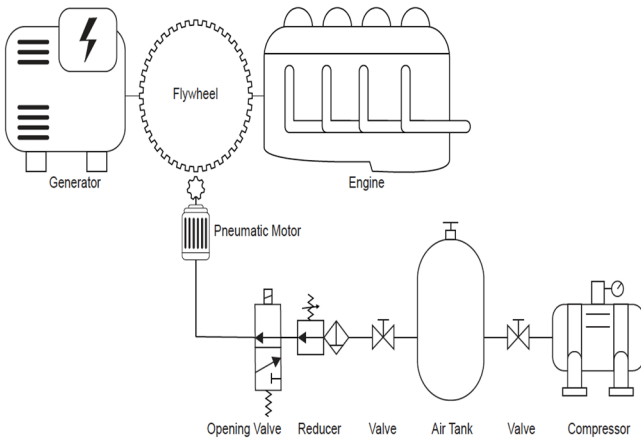 Flywheel
Generator
Engine
Pneumatic Motor
Opening Valve Reducer Valve Air Tank Valve Compressor